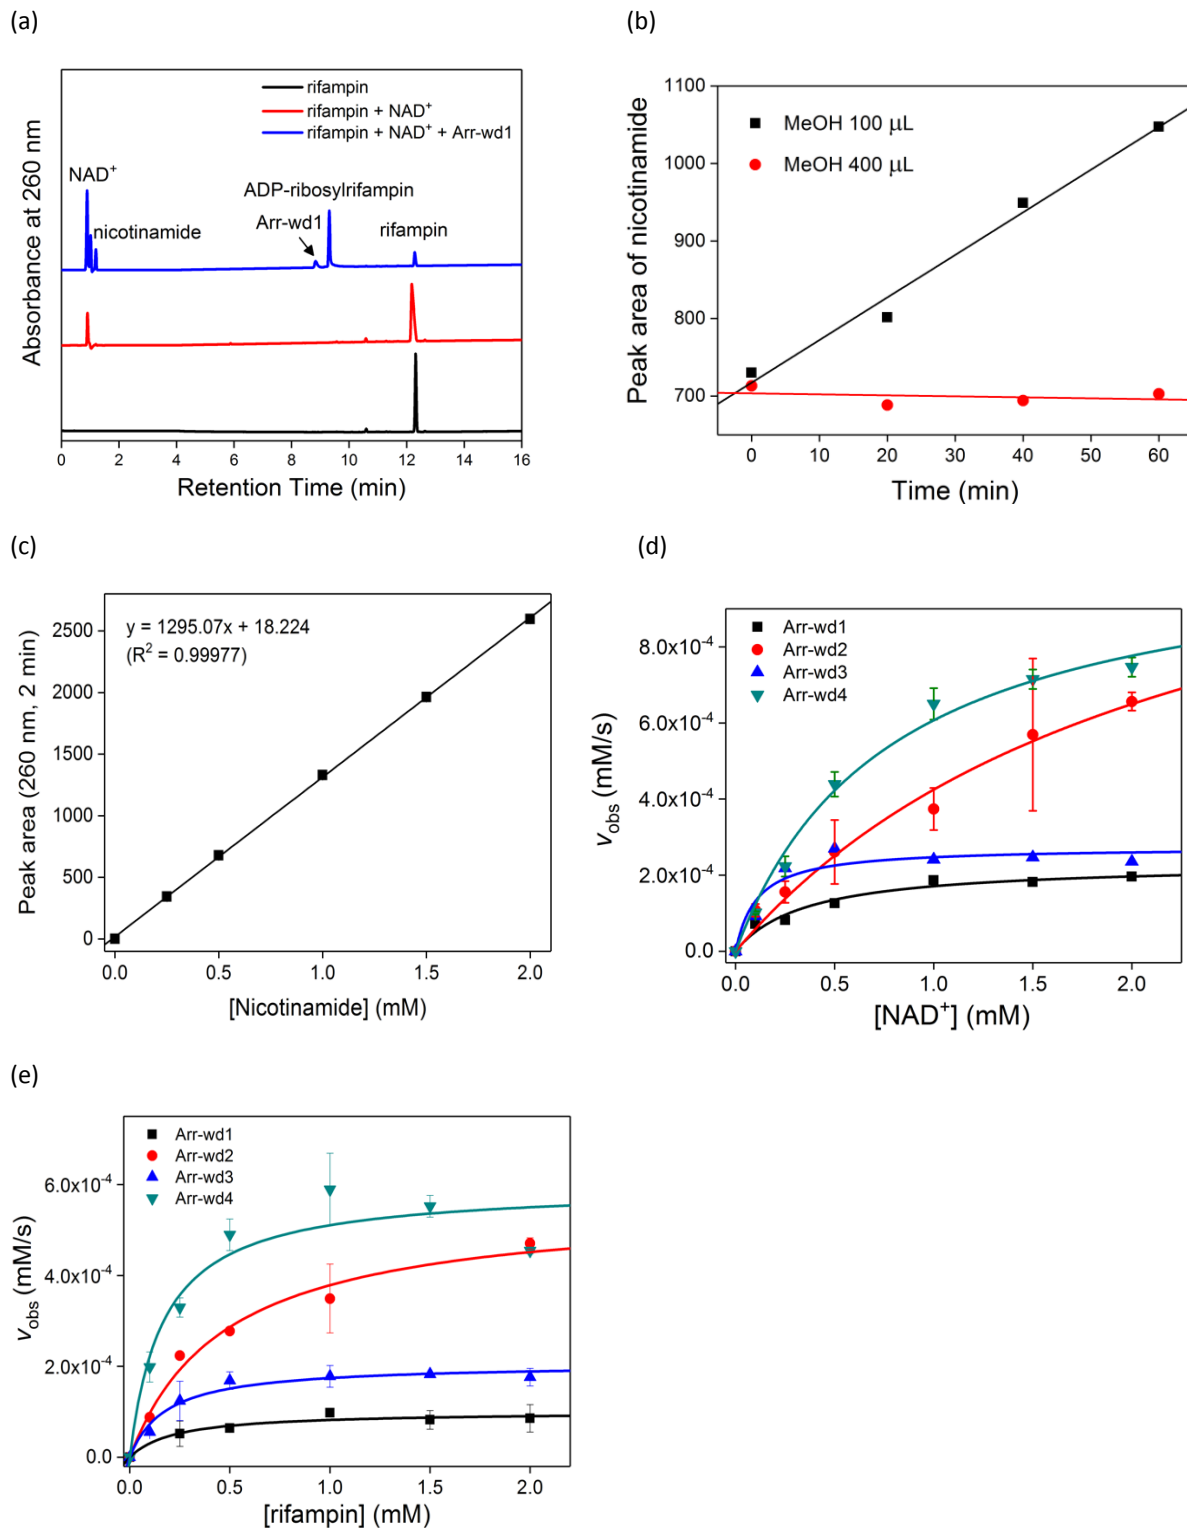 (a)
rifampin
rifampin + NAD⁺
rifampin + NAD⁺ + Arr-wd1
NAD⁺
nicotinamide
ADP-ribosylrifampin
Arr-wd1
rifampin
Absorbance at 260 nm
0 2 4 6 8 10 12 14 16
Retention Time (min)
(b)
1100
1000
900
800
700
MeOH 100 μL
MeOH 400 μL
Peak area of nicotinamide
0 10 20 30 40 50 60
Time (min)
(c)
y = 1295.07x + 18.224
(R² = 0.99977)
2500
2000
1500
1000
500
0
Peak area (260 nm, 2 min)
0.0 0.5 1.0 1.5 2.0
[Nicotinamide] (mM)
(d)
Arr-wd1
Arr-wd2
Arr-wd3
Arr-wd4
8.0x10⁻⁴
6.0x10⁻⁴
4.0x10⁻⁴
2.0x10⁻⁴
0.0
v_obs (mM/s)
0.0 0.5 1.0 1.5 2.0
[NAD⁺] (mM)
(e)
Arr-wd1
Arr-wd2
Arr-wd3
Arr-wd4
6.0x10⁻⁴
4.0x10⁻⁴
2.0x10⁻⁴
0.0
v_obs (mM/s)
0.0 0.5 1.0 1.5 2.0
[rifampin] (mM)